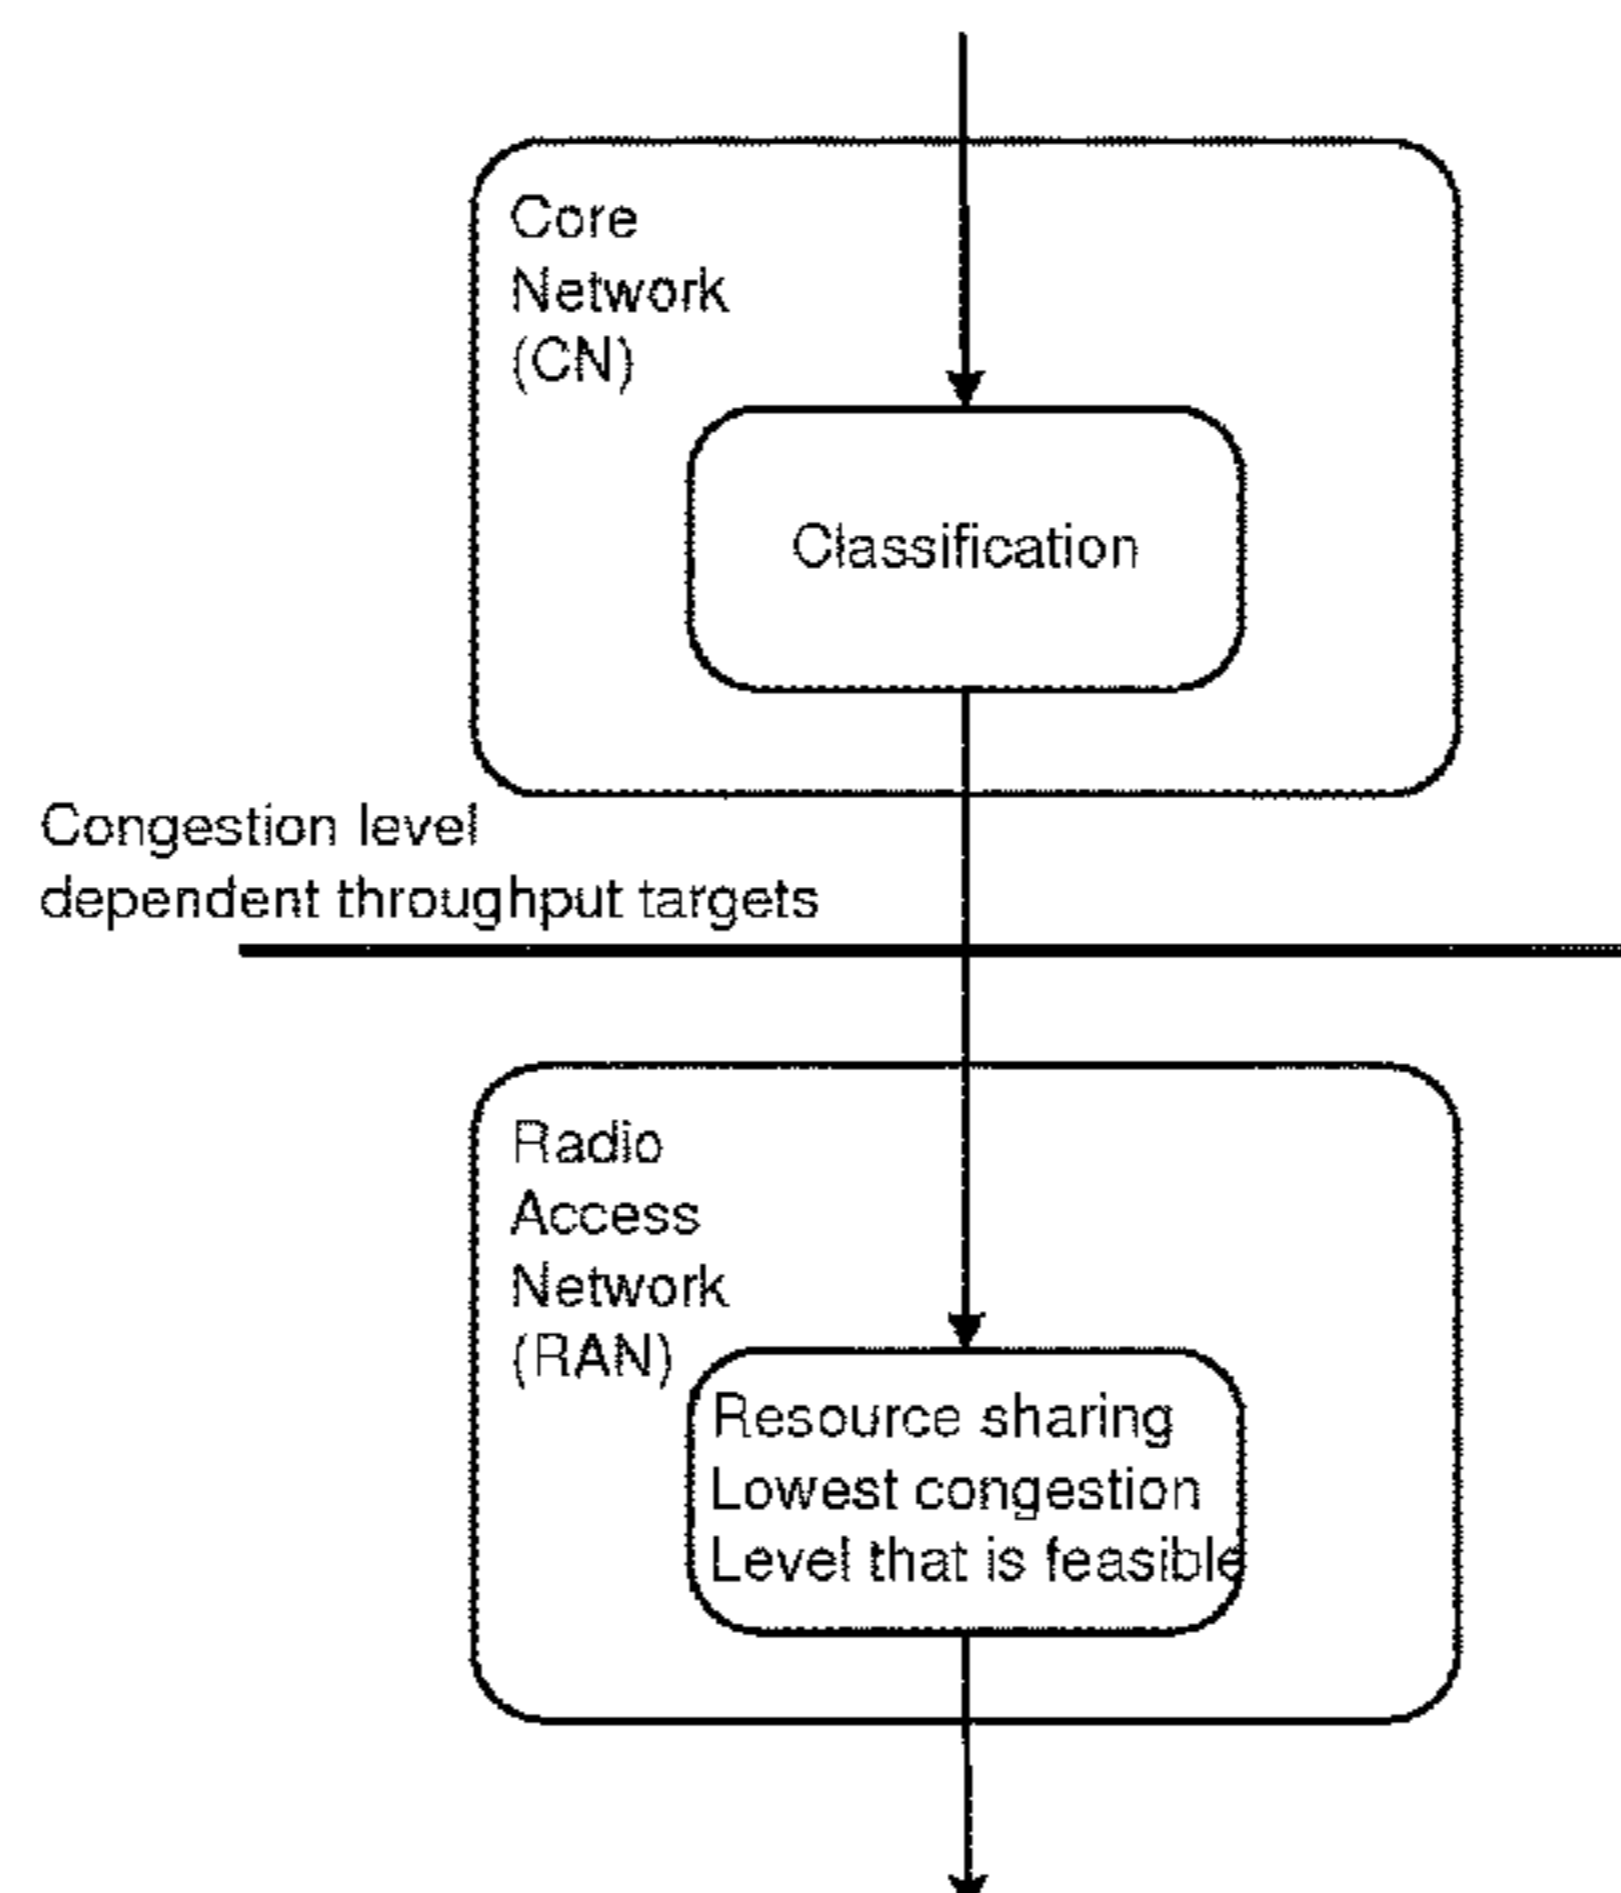 Core
Network
(CN)
Classification
Congestion level
dependent throughput targets
Radio
Access
Network
(RAN)
Resource sharing
Lowest congestion
Level that is feasible